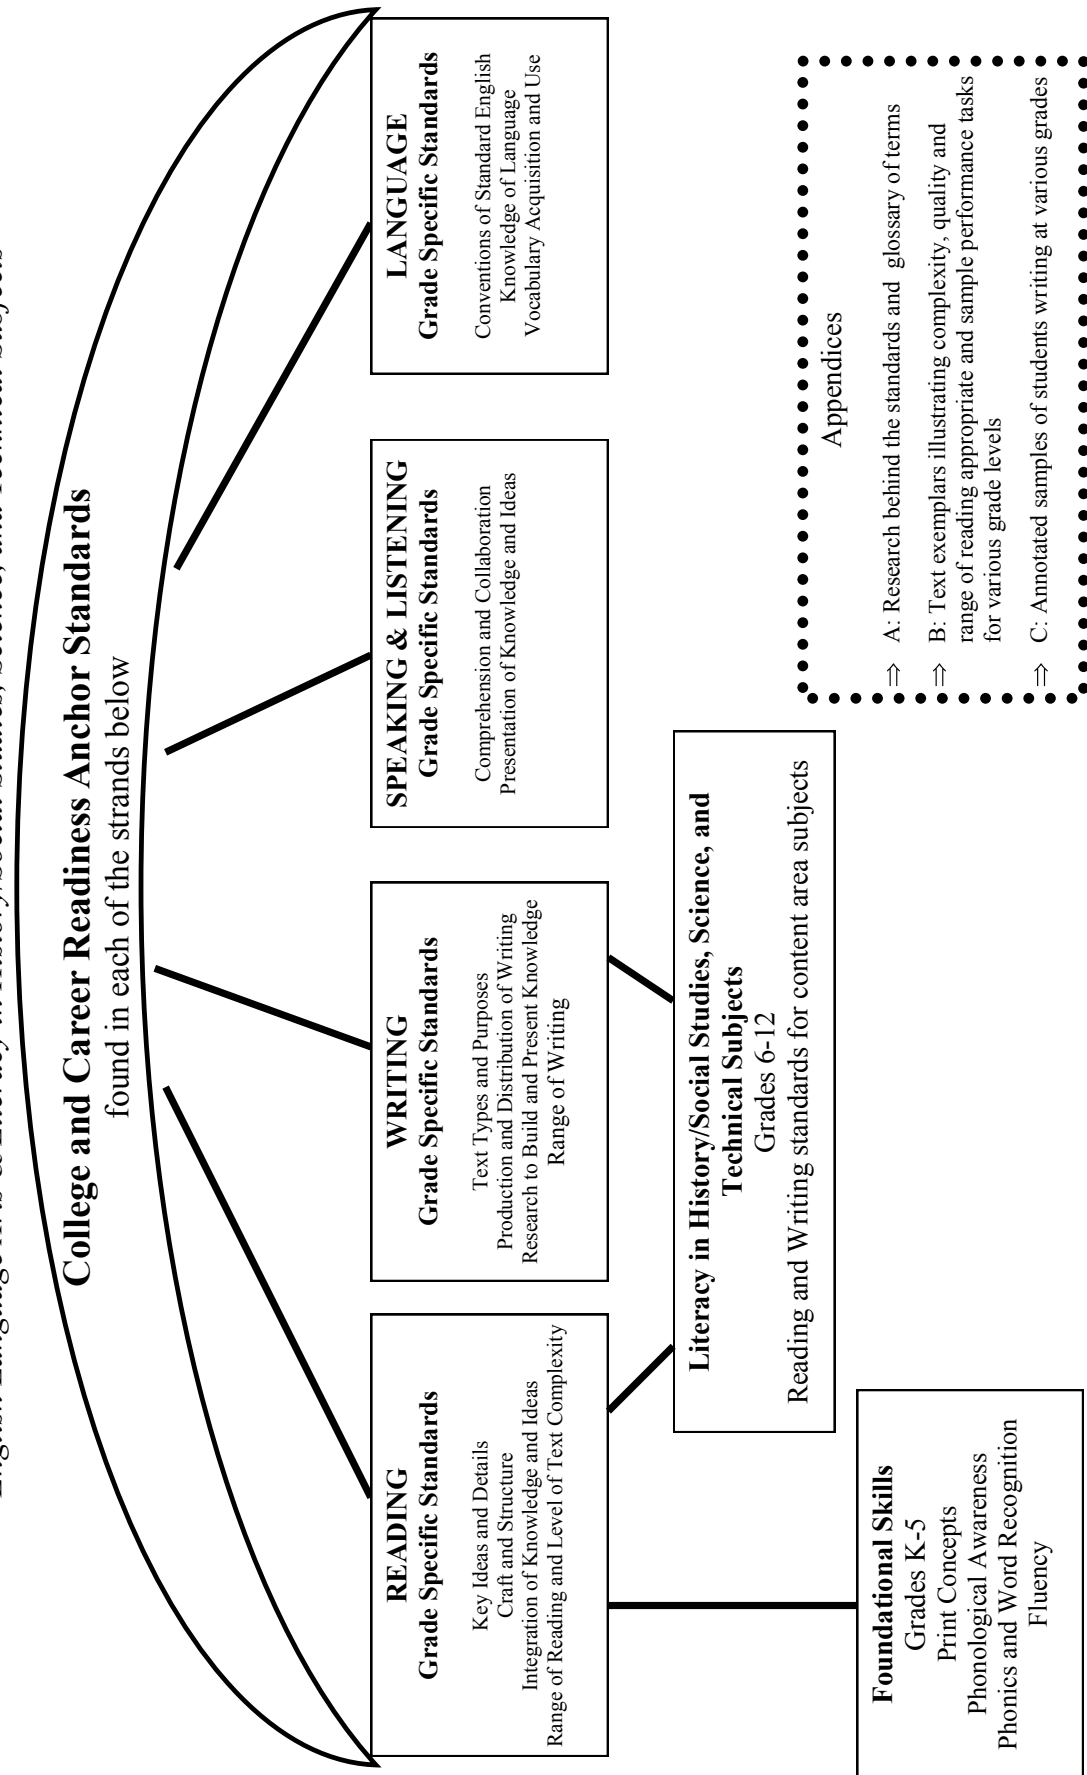 English Language Arts & Literacy in History/Social Studies, Science, and Technical Subjects
College and Career Readiness Anchor Standards
found in each of the strands below
READING
Grade Specific Standards
Key Ideas and Details
Craft and Structure
Integration of Knowledge and Ideas
Range of Reading and Level of Text Complexity
WRITING
Grade Specific Standards
Text Types and Purposes
Production and Distribution of Writing
Research to Build and Present Knowledge
Range of Writing
SPEAKING & LISTENING
Grade Specific Standards
Comprehension and Collaboration
Presentation of Knowledge and Ideas
LANGUAGE
Grade Specific Standards
Conventions of Standard English
Knowledge of Language
Vocabulary Acquisition and Use
Literacy in History/Social Studies, Science, and
Technical Subjects
Grades 6-12
Reading and Writing standards for content area subjects
Foundational Skills
Grades K-5
Print Concepts
Phonological Awareness
Phonics and Word Recognition
Fluency
Appendices
⇒ A: Research behind the standards and glossary of terms
⇒ B: Text exemplars illustrating complexity, quality and
range of reading appropriate and sample performance tasks
for various grade levels
⇒ C: Annotated samples of students writing at various grades